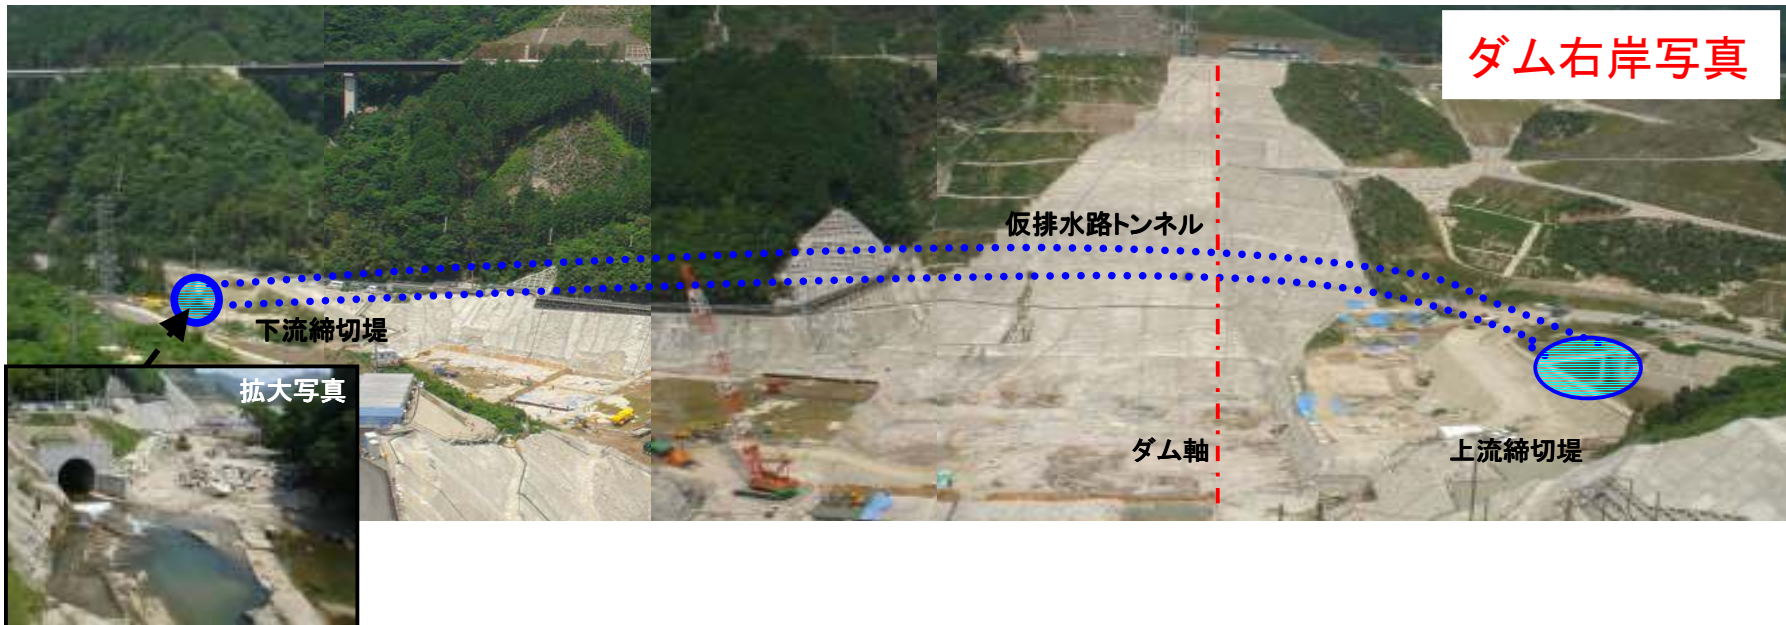 ダム右岸写真
仮排水路トンネル
下流締切堤
拡大写真
ダム軸
上流締切堤